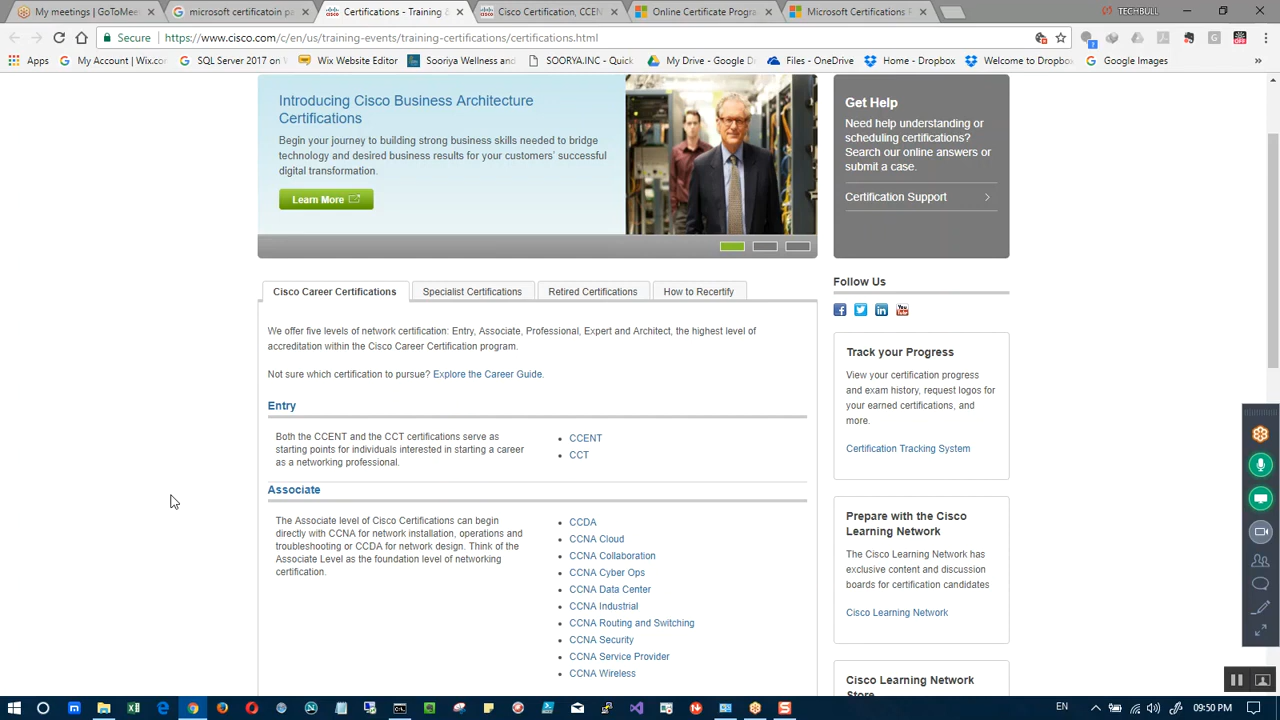 My meetings | GoToMee
microsoft certificatoin pa
Certifications - Training &
Cisco Certification, CCEN
Online Certificate Progra
Microsoft Certifications R
TECHBULL
Secure
https://www.cisco.com/c/en/us/training-events/training-certifications/certifications.html
Apps
My Account | Wix.com
SQL Server 2017 on
Wix Website Editor
Sooriya Wellness and
SOORYA.INC - Quick
My Drive - Google D
Files - OneDrive
Home - Dropbox
Welcome to Dropbox
Google Images
Introducing Cisco Business Architecture
Certifications
Begin your journey to building strong business skills needed to bridge
technology and desired business results for your customers' successful
digital transformation.
Learn More
Get Help
Need help understanding or
scheduling certifications?
Search our online answers or
submit a case.
Certification Support
Cisco Career Certifications
Specialist Certifications
Retired Certifications
How to Recertify
We offer five levels of network certification: Entry, Associate, Professional, Expert and Architect, the highest level of
accreditation within the Cisco Career Certification program.
Not sure which certification to pursue? Explore the Career Guide.
Entry
Both the CCENT and the CCT certifications serve as
starting points for individuals interested in starting a career
as a networking professional.
CCENT
CCT
Associate
The Associate level of Cisco Certifications can begin
directly with CCNA for network installation, operations and
troubleshooting or CCDA for network design. Think of the
Associate Level as the foundation level of networking
certification.
CCDA
CCNA Cloud
CCNA Collaboration
CCNA Cyber Ops
CCNA Data Center
CCNA Industrial
CCNA Routing and Switching
CCNA Security
CCNA Service Provider
CCNA Wireless
Follow Us
Track your Progress
View your certification progress
and exam history, request logos for
your earned certifications, and
more.
Certification Tracking System
Prepare with the Cisco
Learning Network
The Cisco Learning Network has
exclusive content and discussion
boards for certification candidates
Cisco Learning Network
Cisco Learning Network
Store
EN
09:50 PM